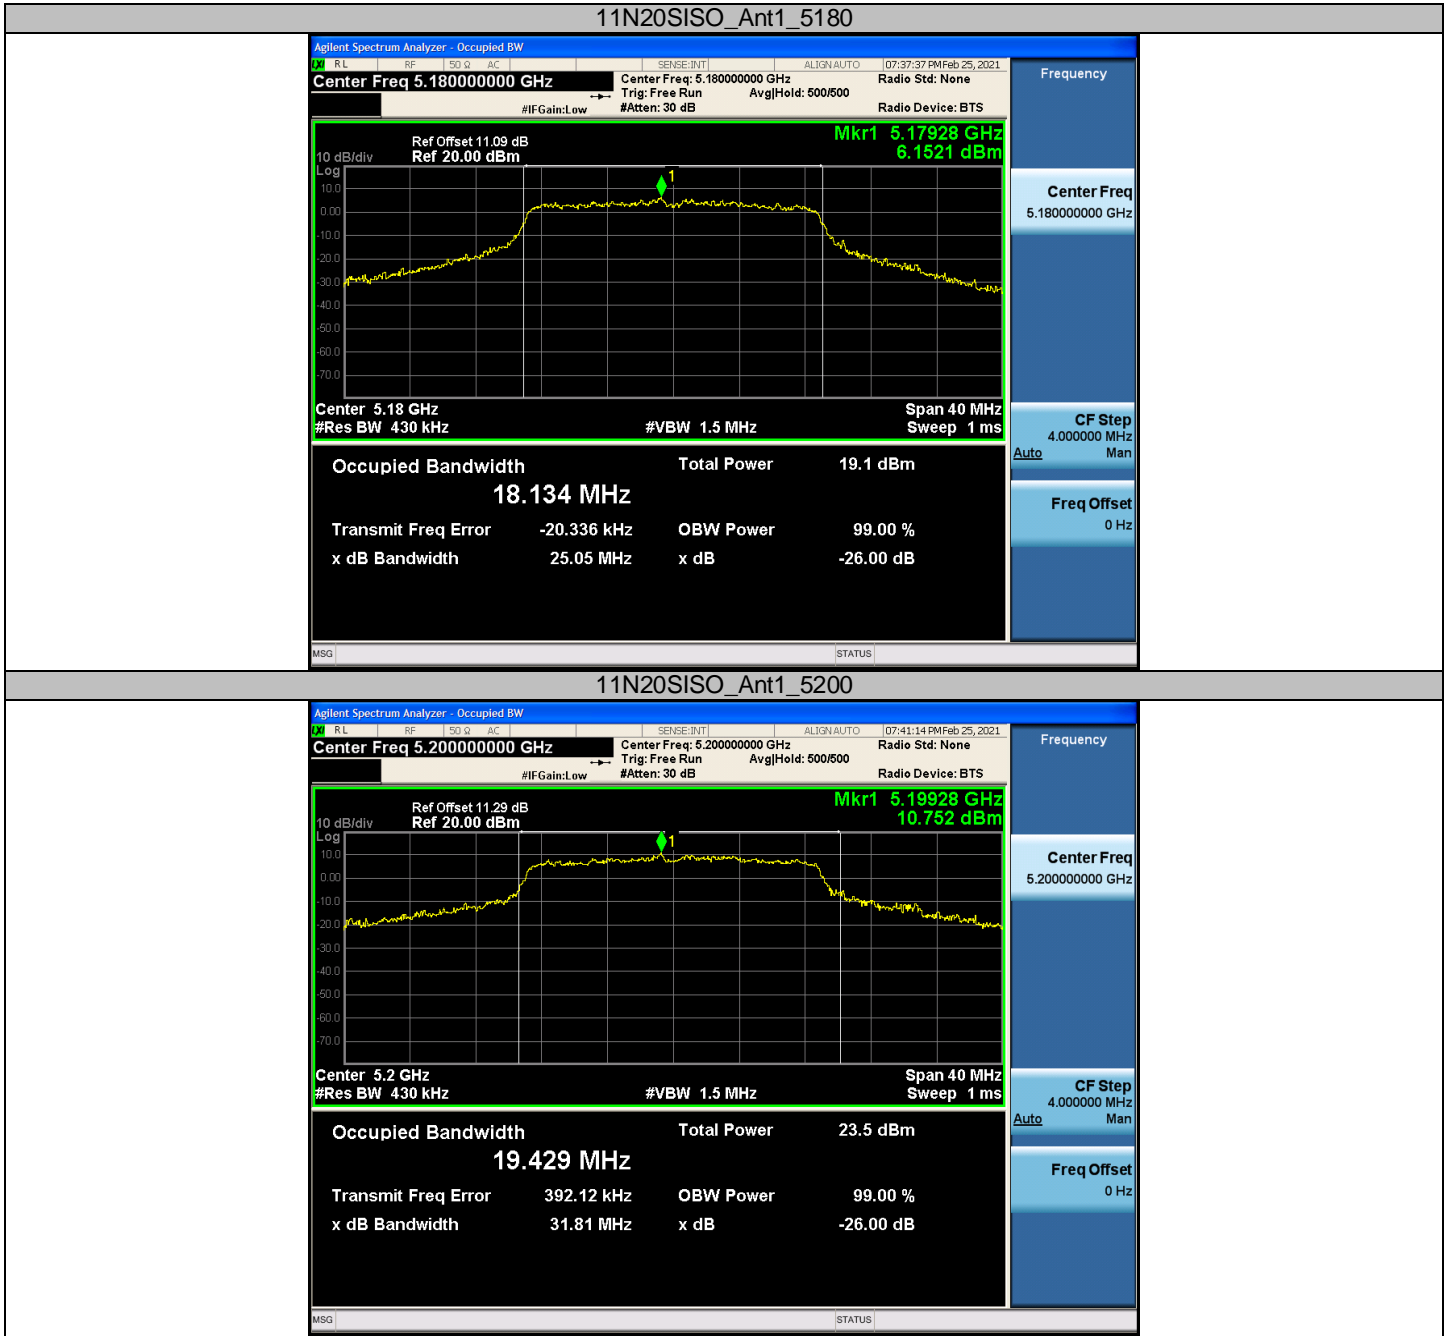 11N20SISO_Ant1_5180
Agilent Spectrum Analyzer - Occupied BW
LXI RL RF 50 Ω AC SENSE:INT ALIGN AUTO 07:37:37 PM Feb 25, 2021
Center Freq 5.180000000 GHz
Center Freq: 5.180000000 GHz Radio Std: None
Trig: Free Run Avg|Hold: 500/500
#IFGain:Low #Atten: 30 dB Radio Device: BTS
Frequency
Mkr1 5.17928 GHz
6.1521 dBm
Ref Offset 11.09 dB
10 dB/div Ref 20.00 dBm
Log
1
10.0
0.00
-10.0
-20.0
-30.0
-40.0
-50.0
-60.0
-70.0
Center 5.18 GHz Span 40 MHz
#Res BW 430 kHz #VBW 1.5 MHz Sweep 1 ms
Center Freq
5.180000000 GHz
CF Step
4.000000 MHz
Auto Man
Freq Offset
0 Hz
Occupied Bandwidth Total Power 19.1 dBm
18.134 MHz
Transmit Freq Error -20.336 kHz OBW Power 99.00 %
x dB Bandwidth 25.05 MHz x dB -26.00 dB
MSG STATUS
11N20SISO_Ant1_5200
Agilent Spectrum Analyzer - Occupied BW
LXI RL RF 50 Ω AC SENSE:INT ALIGN AUTO 07:41:14 PM Feb 25, 2021
Center Freq 5.200000000 GHz
Center Freq: 5.200000000 GHz Radio Std: None
Trig: Free Run Avg|Hold: 500/500
#IFGain:Low #Atten: 30 dB Radio Device: BTS
Frequency
Mkr1 5.19928 GHz
10.752 dBm
Ref Offset 11.29 dB
10 dB/div Ref 20.00 dBm
Log
1
10.0
0.00
-10.0
-20.0
-30.0
-40.0
-50.0
-60.0
-70.0
Center 5.2 GHz Span 40 MHz
#Res BW 430 kHz #VBW 1.5 MHz Sweep 1 ms
Center Freq
5.200000000 GHz
CF Step
4.000000 MHz
Auto Man
Freq Offset
0 Hz
Occupied Bandwidth Total Power 23.5 dBm
19.429 MHz
Transmit Freq Error 392.12 kHz OBW Power 99.00 %
x dB Bandwidth 31.81 MHz x dB -26.00 dB
MSG STATUS